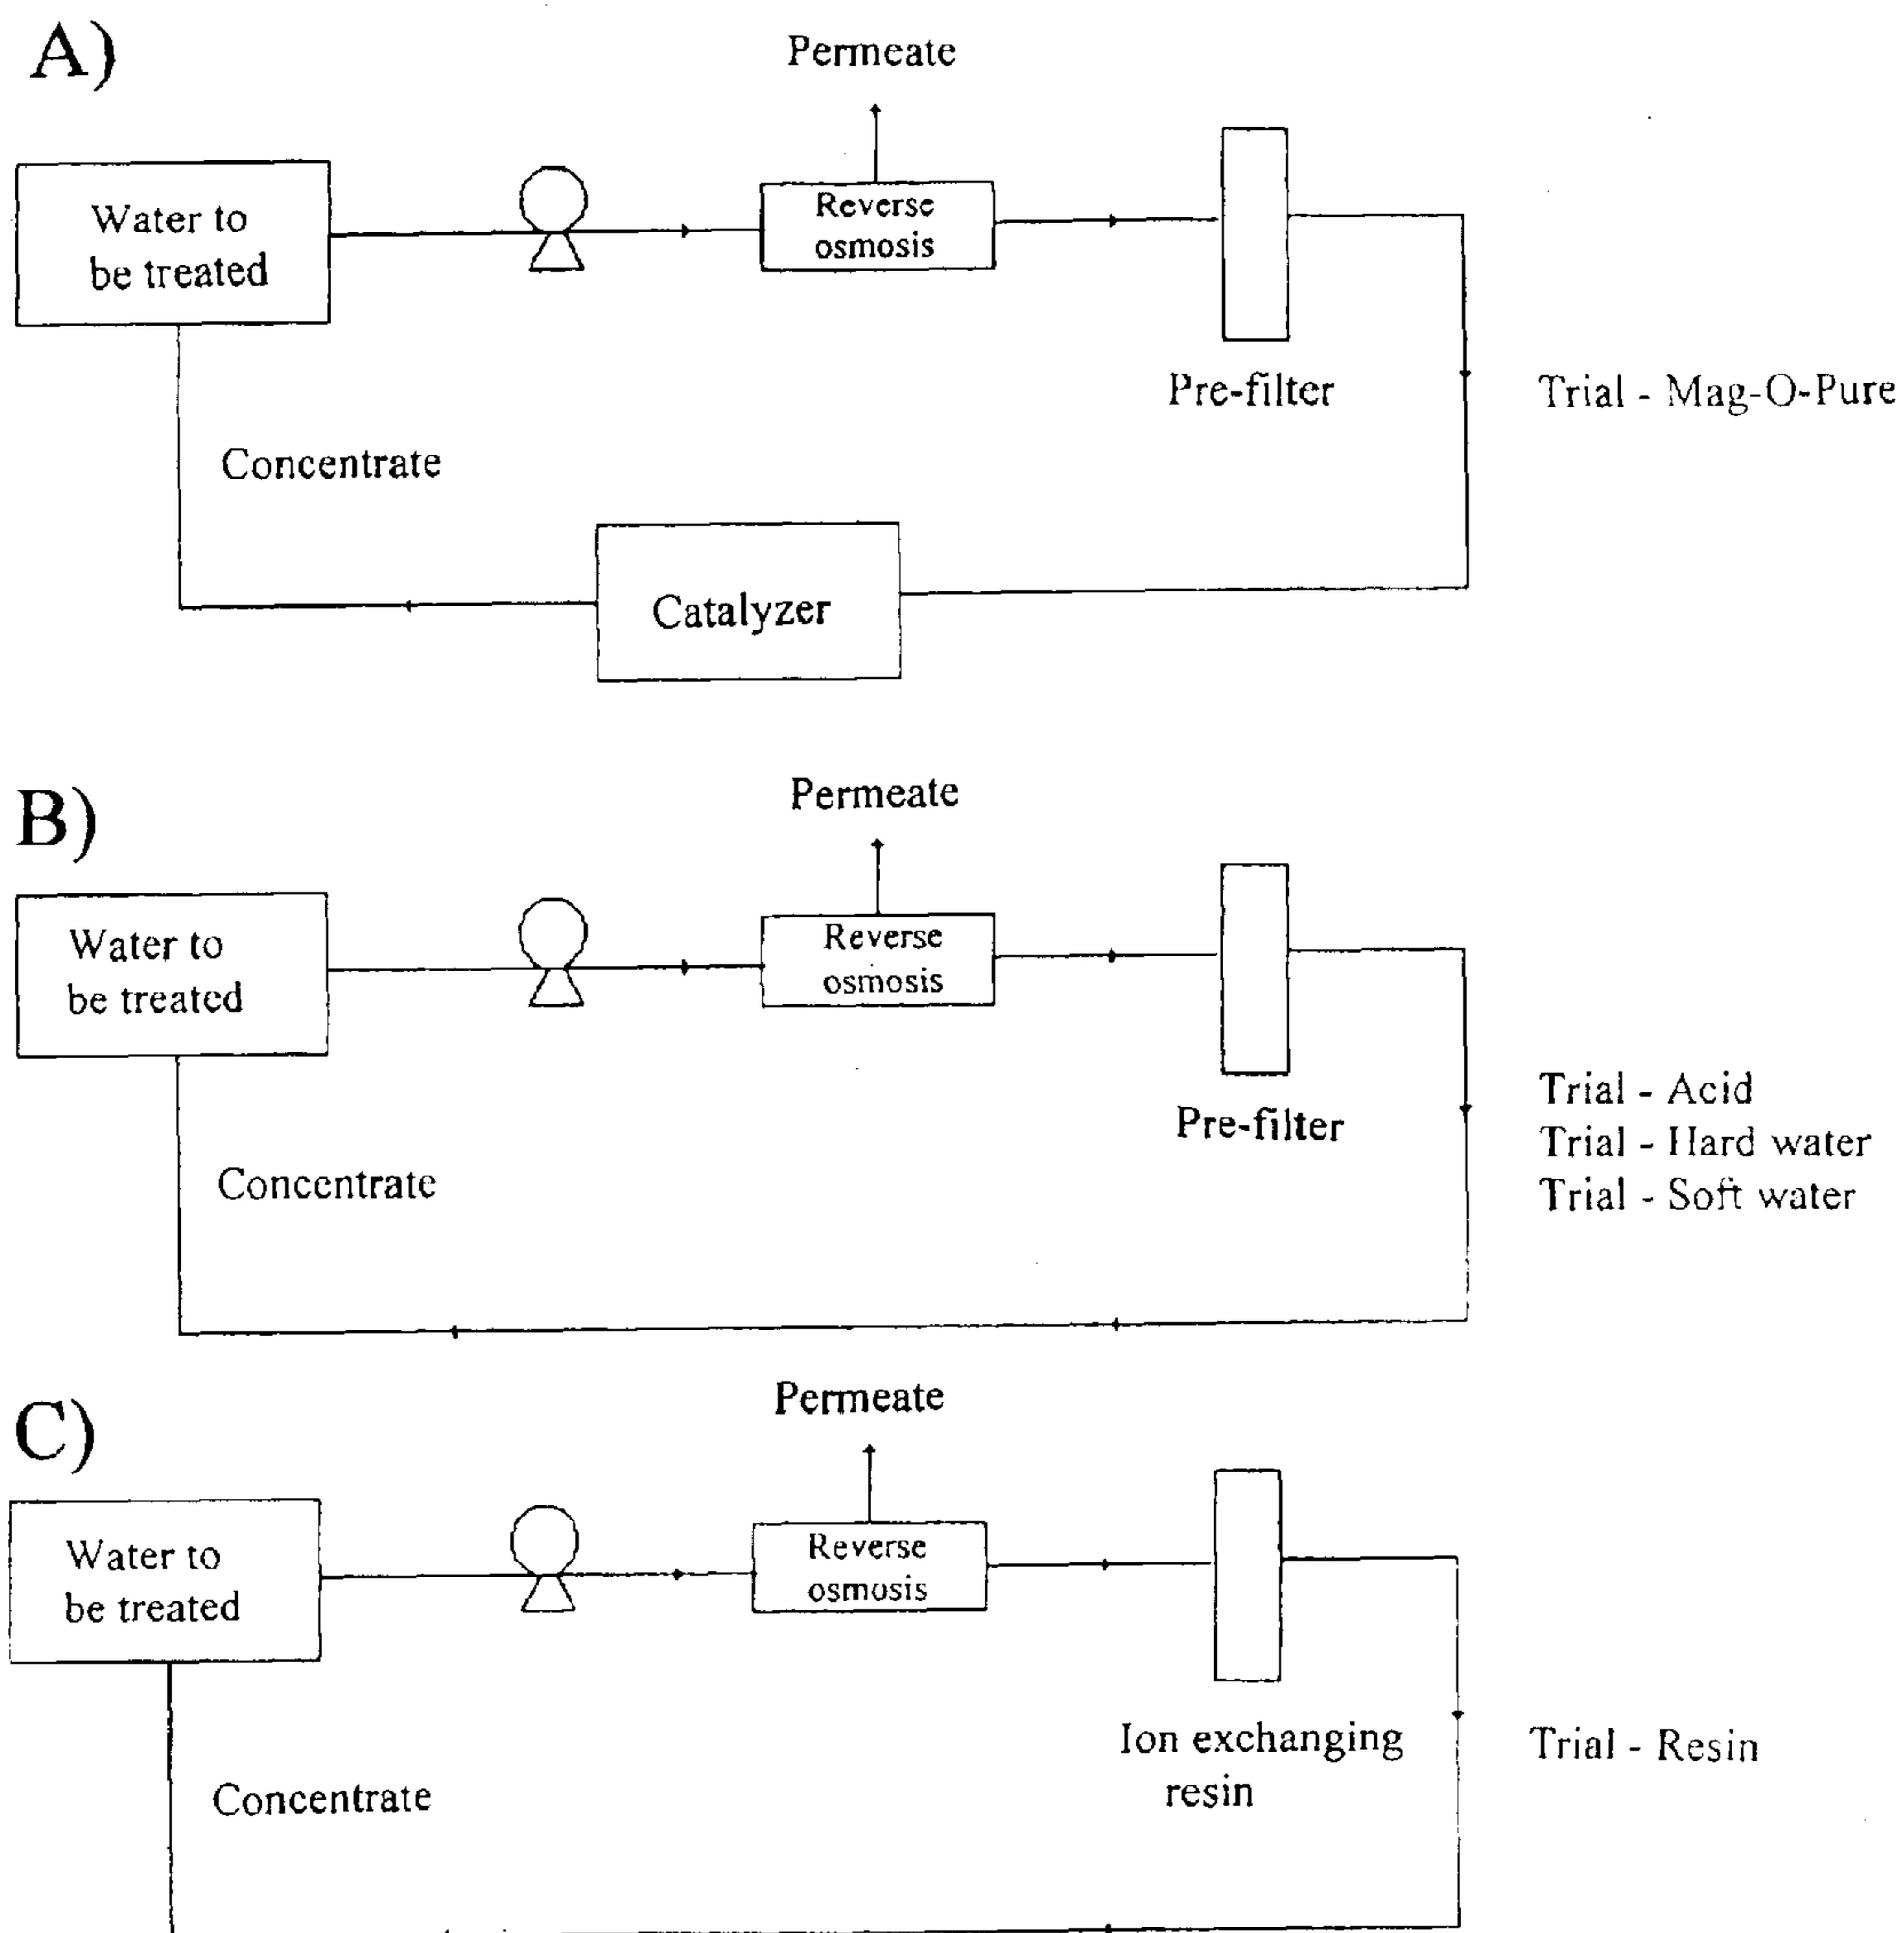 A)
Permeate
Water to
be treated
Reverse
osmosis
Pre-filter
Trial - Mag-O-Pure
Concentrate
Catalyzer
B)
Permeate
Water to
be treated
Reverse
osmosis
Pre-filter
Trial - Acid
Trial - Hard water
Trial - Soft water
Concentrate
C)
Permeate
Water to
be treated
Reverse
osmosis
Ion exchanging
resin
Trial - Resin
Concentrate